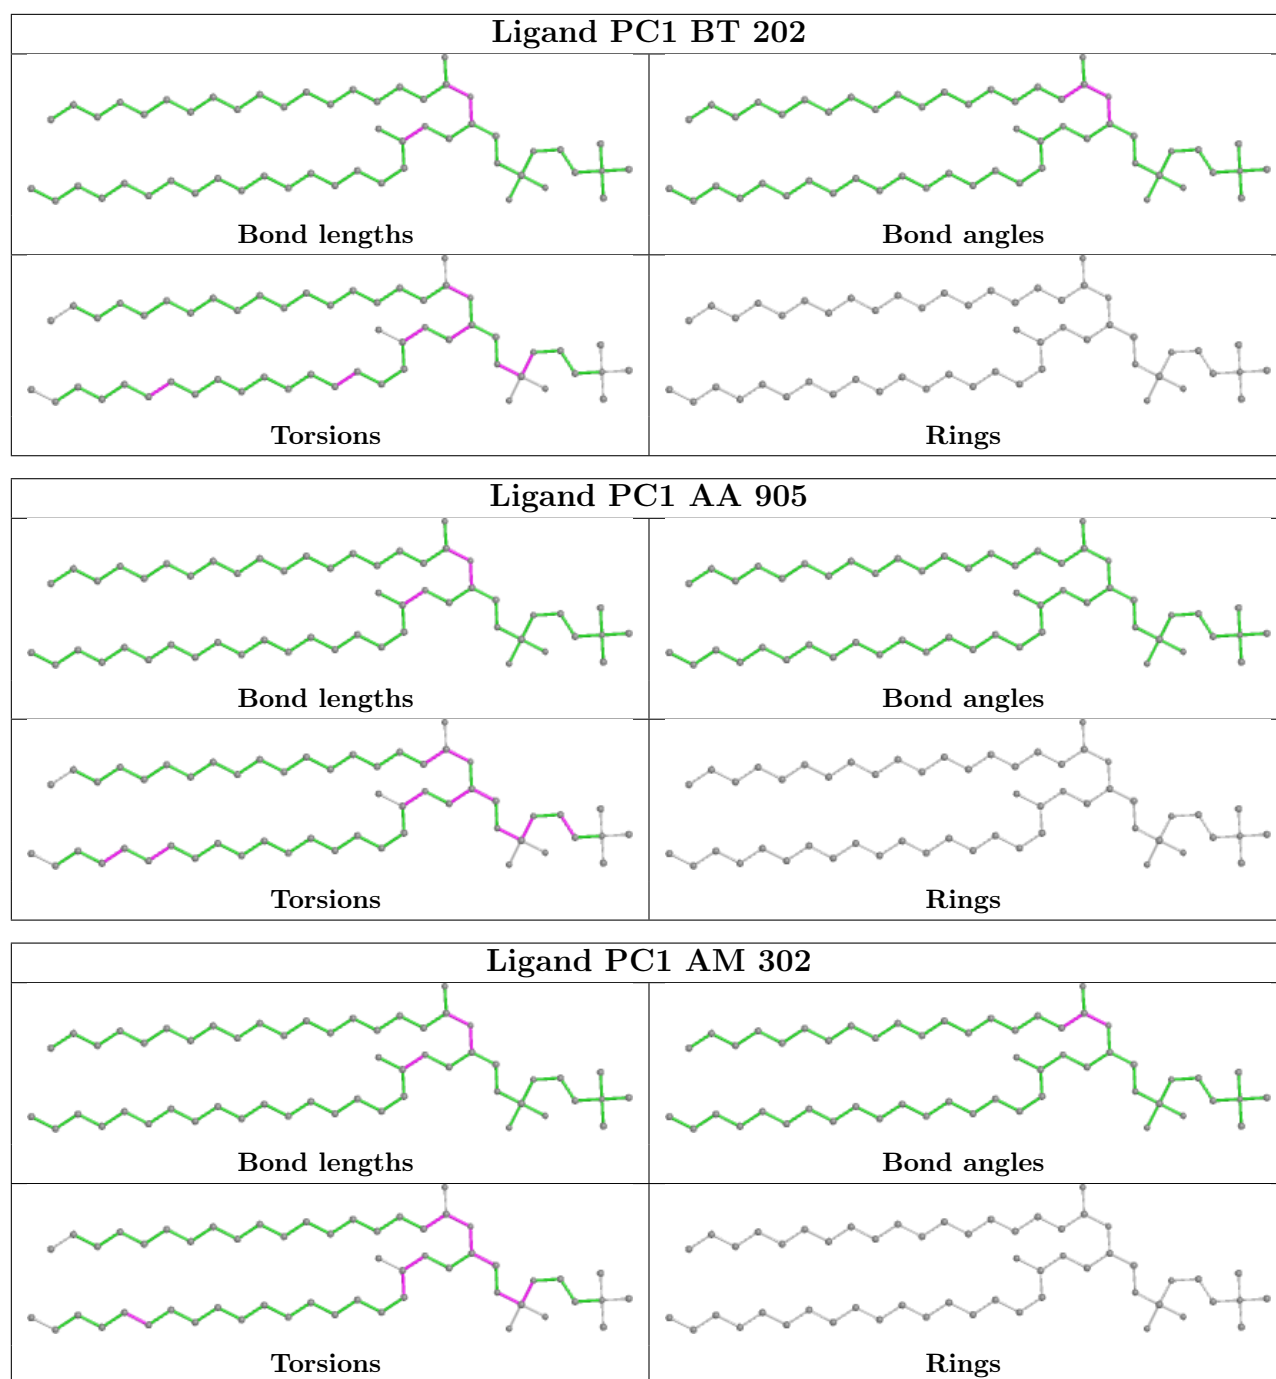 Ligand PC1 BT 202
Bond lengths
Bond angles
Torsions
Rings
Ligand PC1 AA 905
Bond lengths
Bond angles
Torsions
Rings
Ligand PC1 AM 302
Bond lengths
Bond angles
Torsions
Rings